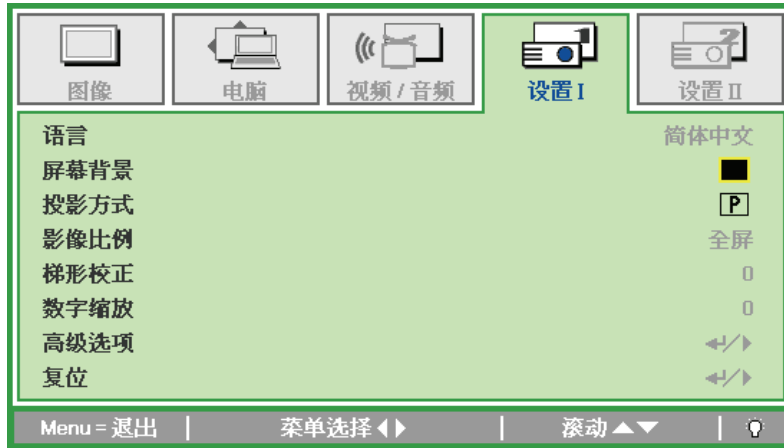 图像 电脑 视频 / 音频 设置 I 设置 II
语言 简体中文
屏幕背景
投影方式 P
影像比例 全屏
梯形校正 0
数字缩放 0
高级选项 /
复位 /
Menu = 退出 菜单选择 滚动